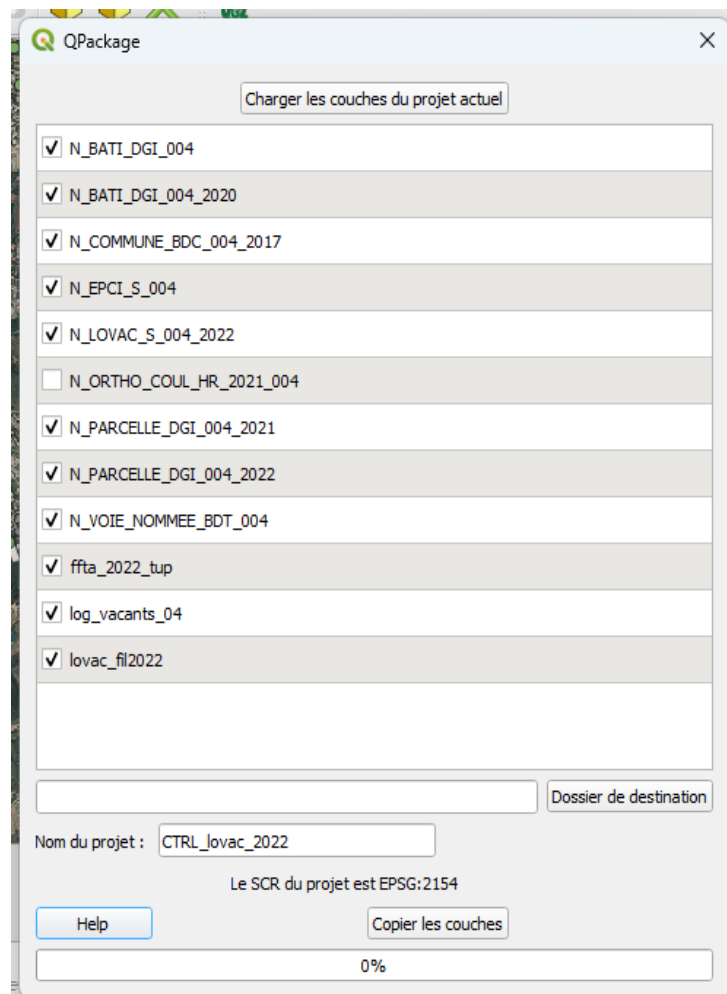 QPackage
Charger les couches du projet actuel
N_BATI_DGI_004
N_BATI_DGI_004_2020
N_COMMUNE_BDC_004_2017
N_EPCI_S_004
N_LOVAC_S_004_2022
N_ORTHO_COUL_HR_2021_004
N_PARCELLE_DGI_004_2021
N_PARCELLE_DGI_004_2022
N_VOIE_NOMMEE_BDT_004
ffta_2022_tup
log_vacants_04
lovac_fil2022
Dossier de destination
Nom du projet : CTRL_lovac_2022
Le SCR du projet est EPSG:2154
Help Copier les couches
0%